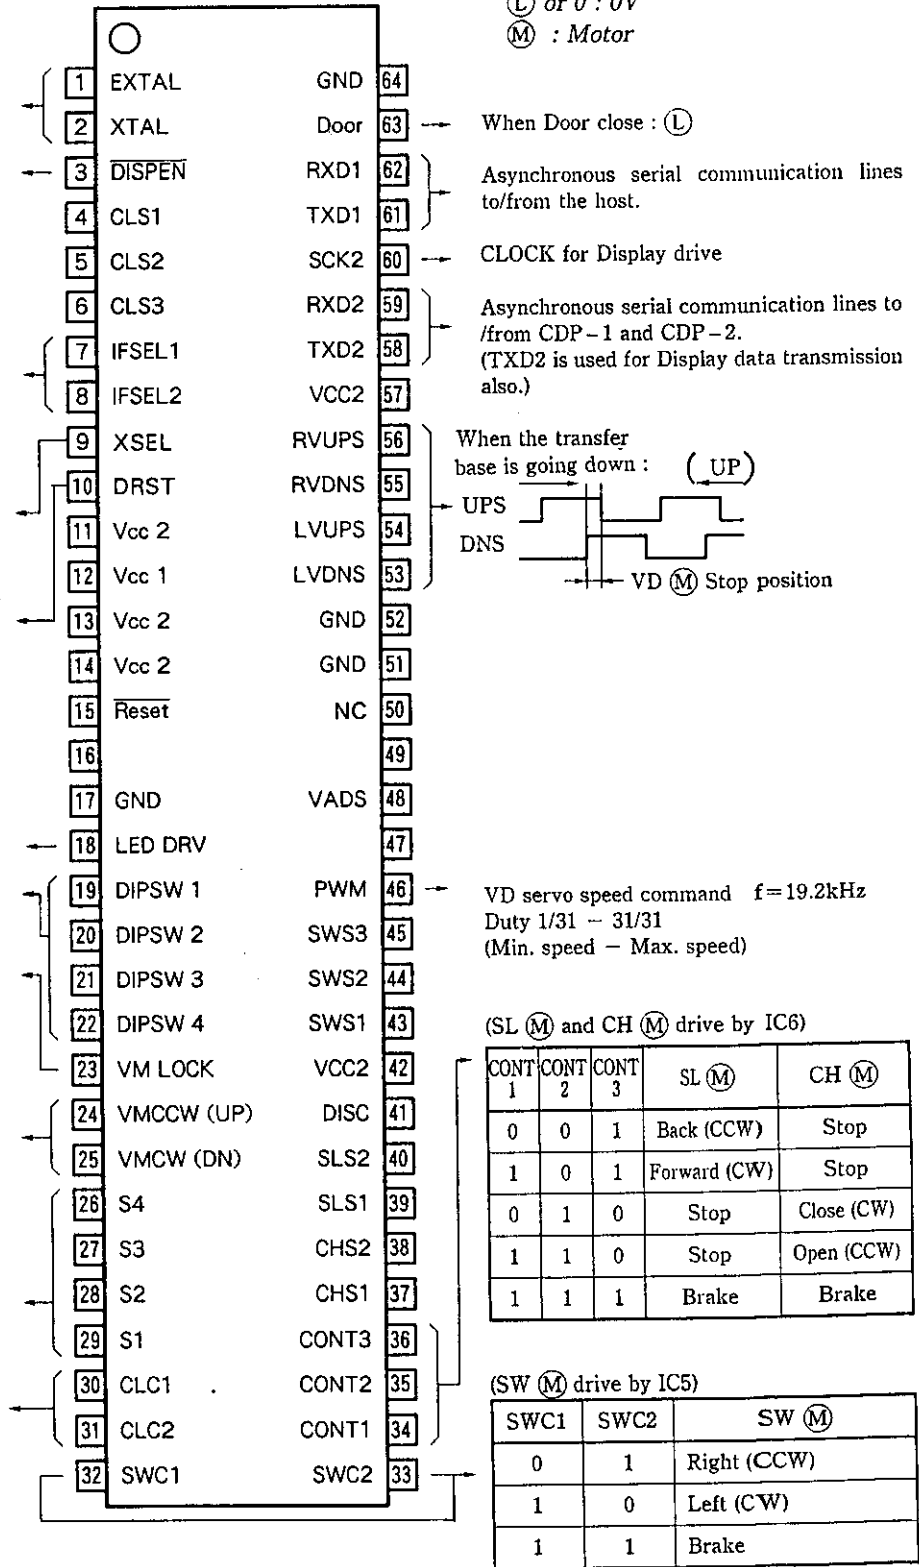 Ⓛ or 0 : 0V
Ⓜ : Motor
1 EXTAL GND 64
2 XTAL Door 63 When Door close : Ⓛ
3 DISPEN RXD1 62
4 CLS1 TXD1 61
Asynchronous serial communication lines
to/from the host.
5 CLS2 SCK2 60 CLOCK for Display drive
6 CLS3 RXD2 59
7 IFSEL1 TXD2 58
8 IFSEL2 VCC2 57
Asynchronous serial communication lines to
/from CDP-1 and CDP-2.
(TXD2 is used for Display data transmission
also.)
9 XSEL RVUPS 56
10 DRST RVDNS 55
11 Vcc 2 LVUPS 54
12 Vcc 1 LVDNS 53
When the transfer
base is going down : (UP)
UPS
DNS
VD Ⓜ Stop position
13 Vcc 2 GND 52
14 Vcc 2 GND 51
15 Reset NC 50
16 49
17 GND VADS 48
18 LED DRV 47
19 DIPSW 1 PWM 46
20 DIPSW 2 SWS3 45
21 DIPSW 3 SWS2 44
22 DIPSW 4 SWS1 43
VD servo speed command f=19.2kHz
Duty 1/31 - 31/31
(Min. speed - Max. speed)
23 VM LOCK VCC2 42
24 VMCCW (UP) DISC 41
25 VMCW (DN) SLS2 40
26 S4 SLS1 39
27 S3 CHS2 38
28 S2 CHS1 37
29 S1 CONT3 36
30 CLC1 CONT2 35
31 CLC2 CONT1 34
32 SWC1 SWC2 33
(SL Ⓜ and CH Ⓜ drive by IC6)
CONT 1 CONT 2 CONT 3 SL Ⓜ CH Ⓜ
0 0 1 Back (CCW) Stop
1 0 1 Forward (CW) Stop
0 1 0 Stop Close (CW)
1 1 0 Stop Open (CCW)
1 1 1 Brake Brake
(SW Ⓜ drive by IC5)
SWC1 SWC2 SW Ⓜ
0 1 Right (CCW)
1 0 Left (CW)
1 1 Brake